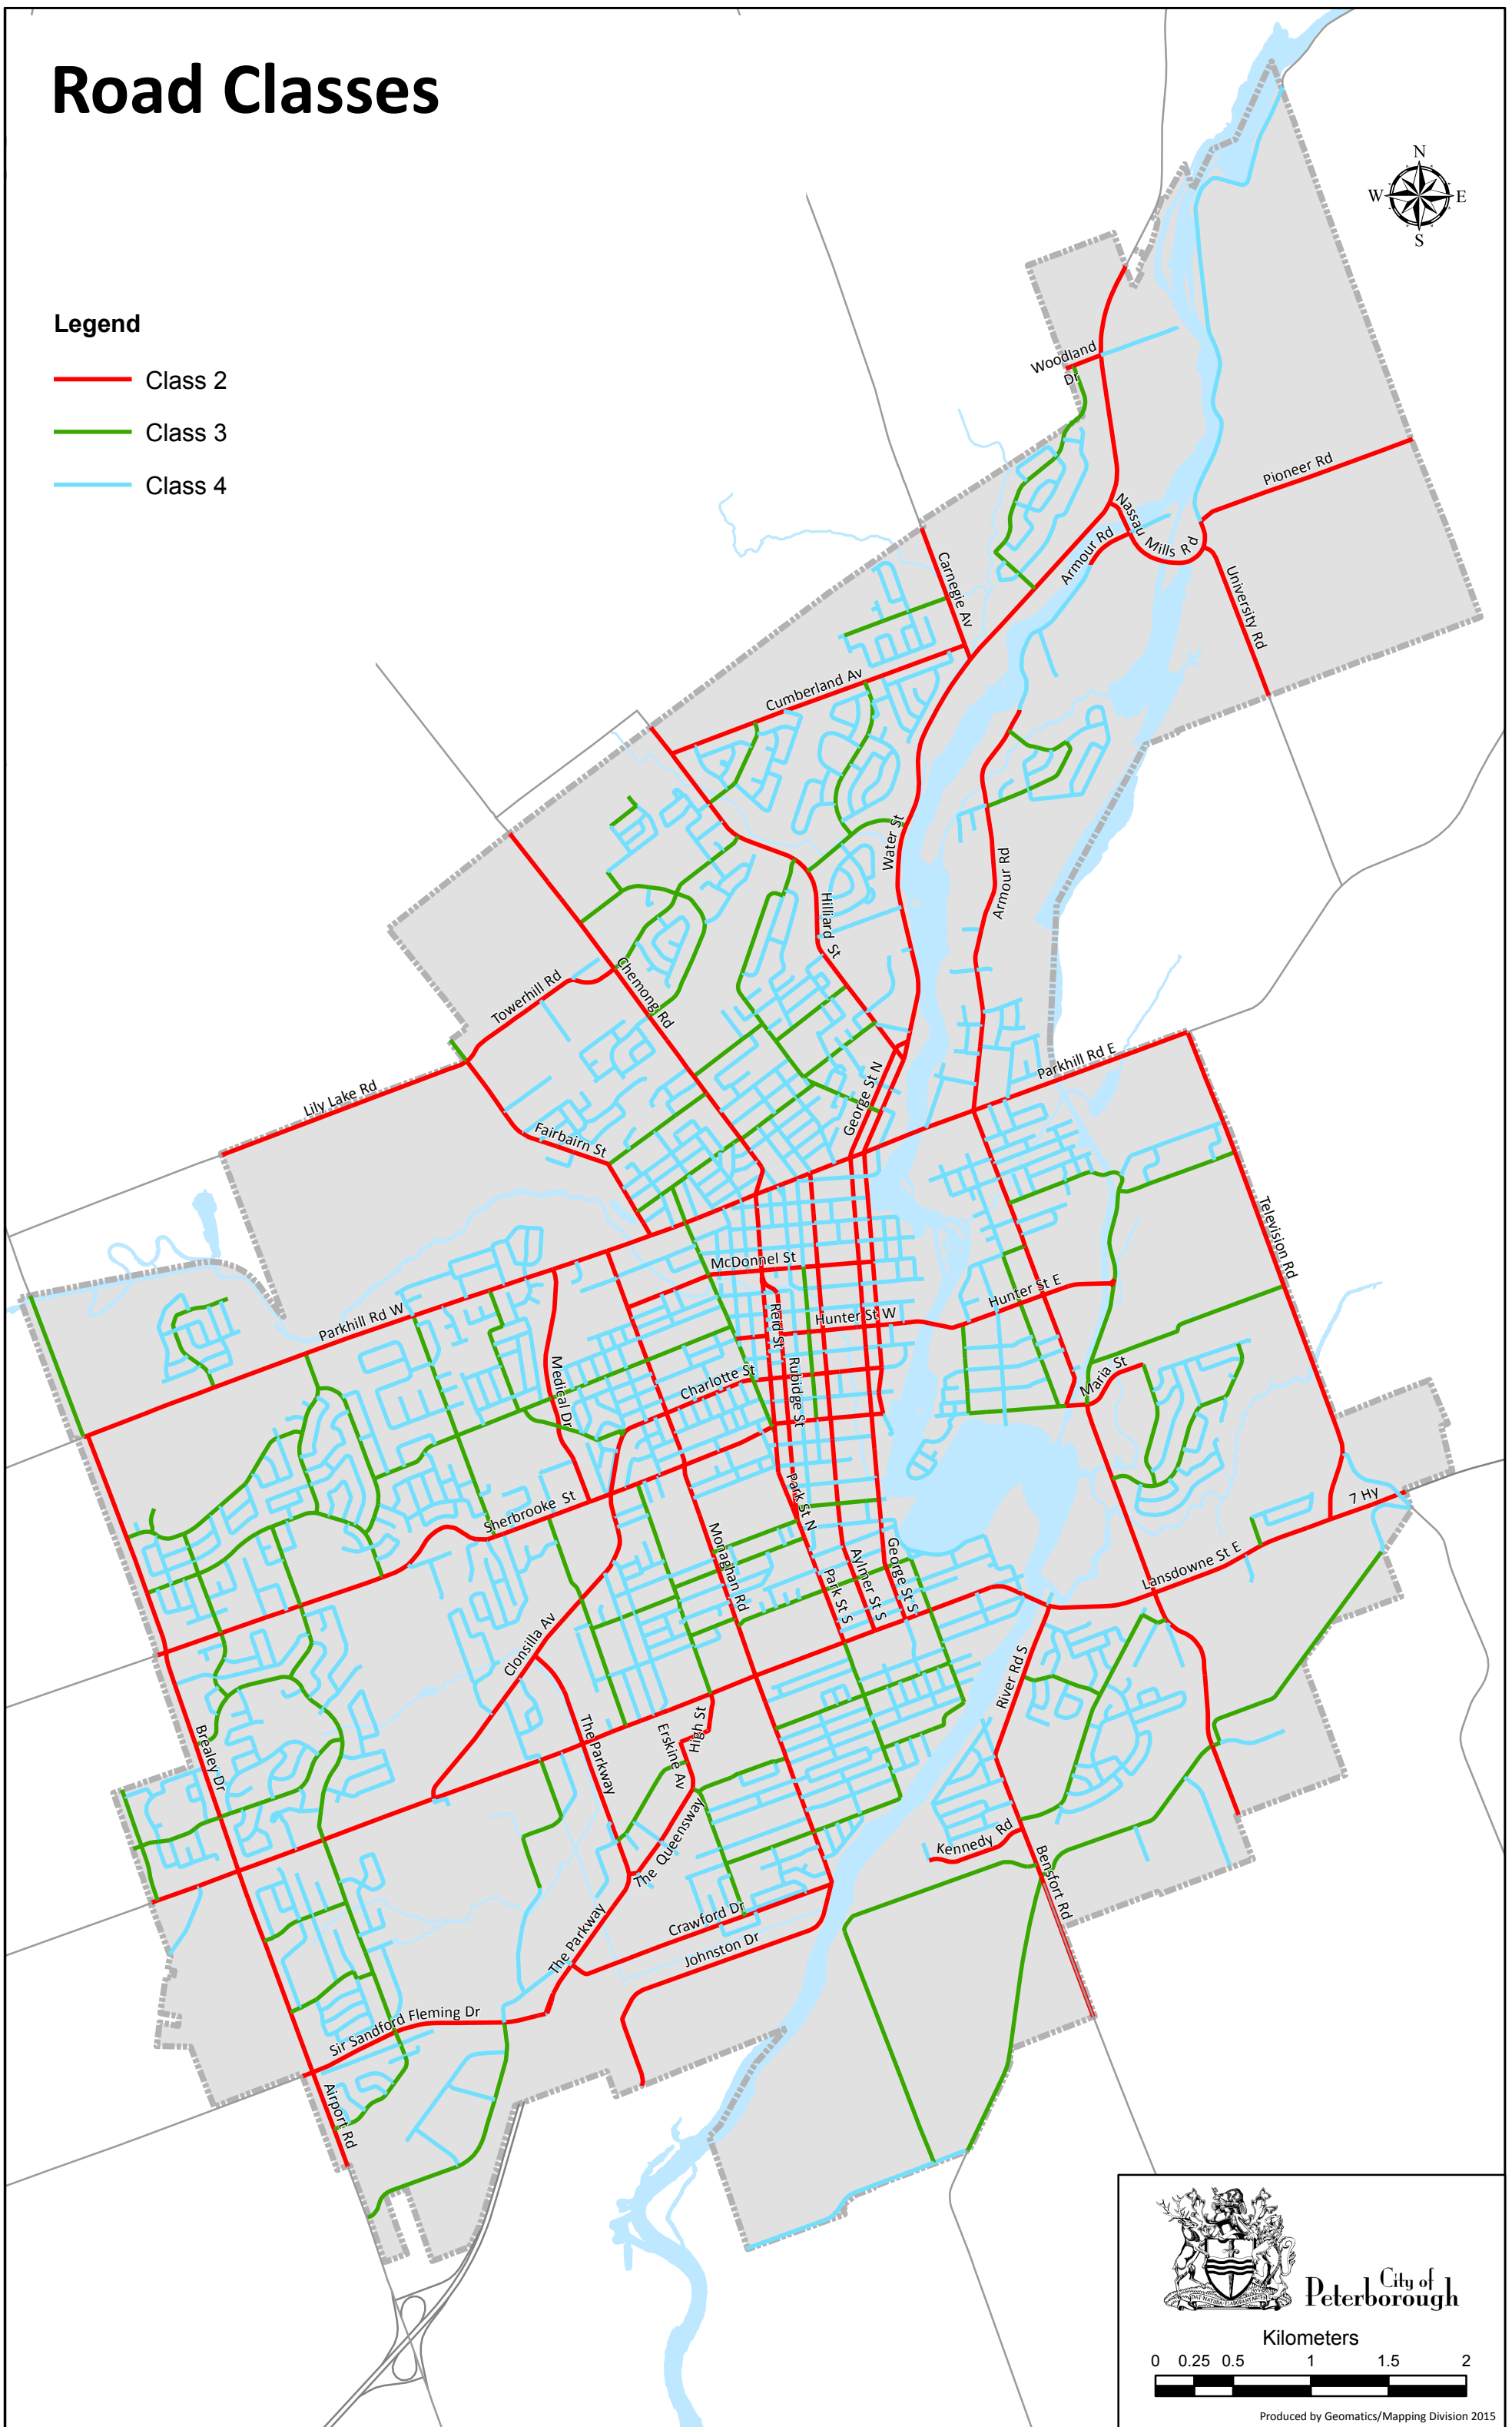 Road Classes
N
W E
S
Legend
Class 2
Class 3
Class 4
Woodland
Dr
Pioneer Rd
Nassau Mills Rd
Armour Rd
University Rd
Carnegie Av
Cumberland Av
Water St
Armour Rd
Hilliard St
Chemong Rd
Towerhill Rd
Lily Lake Rd
Fairbairn St
George St N
Parkhill Rd E
Television Rd
McDonnel St
Hunter St E
Hunter St W
Reid St
Parkhill Rd W
Medical Dr
Charlotte St
Rubidge St
Maria St
Sherbrooke St
Park St N
7 Hy
Monaghan Rd
Lansdowne St E
George St S
Aylmer St S
Park St S
Clonsilla Av
River Rd S
High St
Erskine Av
The Parkway
Brealey Dr
The Queensway
Kennedy Rd
Bensfort Rd
Crawford Dr
The Parkway
Johnston Dr
Sir Sandford Fleming Dr
Airport Rd
City of
Peterborough
Kilometers
0 0.25 0.5 1 1.5 2
Produced by Geomatics/Mapping Division 2015